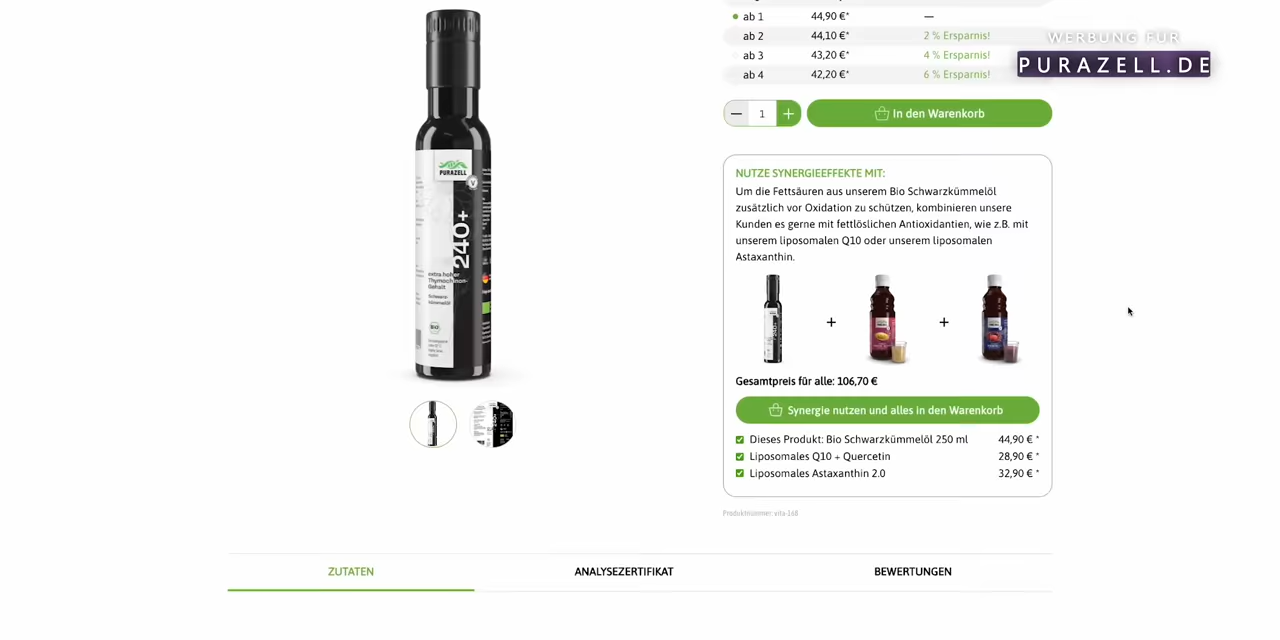 ab 1 44,90 €* —
ab 2 44,10 €* 2 % Ersparnis!
ab 3 43,20 €* 4 % Ersparnis!
ab 4 42,20 €* 6 % Ersparnis!
WERBUNG FÜR
PURAZELL.DE
1
In den Warenkorb
PURAZELL
240+
extra hoher
Thymochinon-
Gehalt
Schwarz-
kümmelöl
BIO
NUTZE SYNERGIEEFFEKTE MIT:
Um die Fettsäuren aus unserem Bio Schwarzkümmelöl
zusätzlich vor Oxidation zu schützen, kombinieren unsere
Kunden es gerne mit fettlöslichen Antioxidantien, wie z.B. mit
unserem liposomalen Q10 oder unserem liposomalen
Astaxanthin.
+ +
Gesamtpreis für alle: 106,70 €
Synergie nutzen und alles in den Warenkorb
Dieses Produkt: Bio Schwarzkümmelöl 250 ml 44,90 € *
Liposomales Q10 + Quercetin 28,90 € *
Liposomales Astaxanthin 2.0 32,90 € *
Produktnummer: vita-168
ZUTATEN ANALYSEZERTIFIKAT BEWERTUNGEN